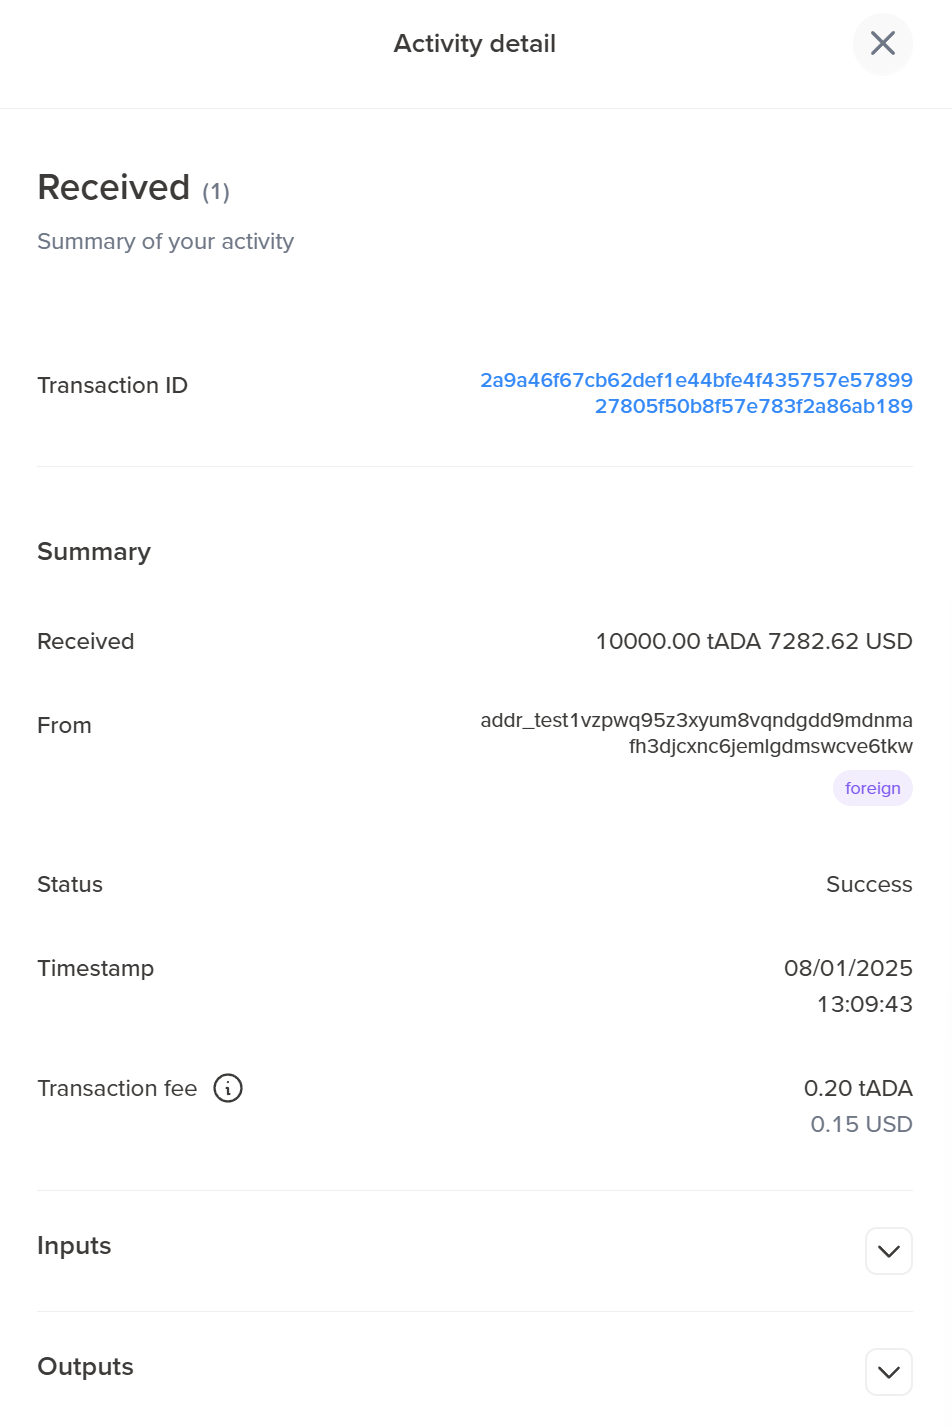 Activity detail
Received (1)
Summary of your activity
Transaction ID
2a9a46f67cb62def1e44bfe4f435757e57899
27805f50b8f57e783f2a86ab189
Summary
Received
10000.00 tADA 7282.62 USD
From
addr_test1vzpwq95z3xyum8vqndgdd9mdnma
fh3djcxnc6jemlgdmswcve6tkw
foreign
Status
Success
Timestamp
08/01/2025
13:09:43
Transaction fee
0.20 tADA
0.15 USD
Inputs
Outputs